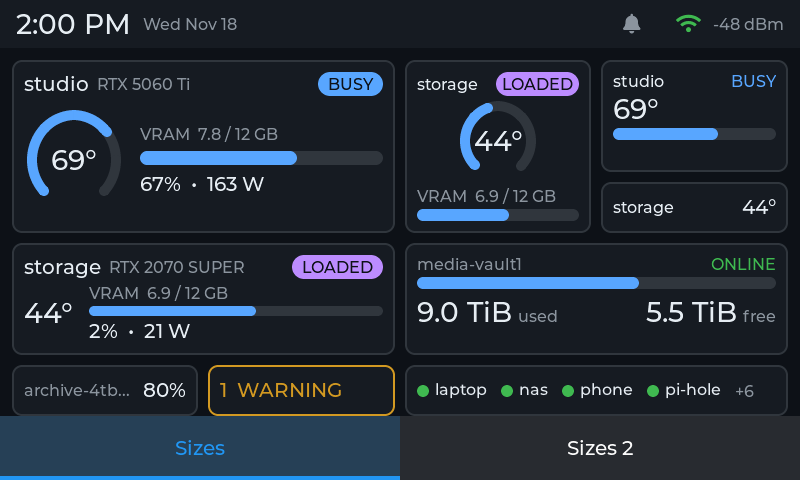 2:00 PM Wed Nov 18 -48 dBm
studio RTX 5060 Ti BUSY
69°
VRAM 7.8 / 12 GB
67% • 163 W
storage LOADED
44°
VRAM 6.9 / 12 GB
studio BUSY
69°
storage 44°
storage RTX 2070 SUPER LOADED
44°
VRAM 6.9 / 12 GB
2% • 21 W
media-vault1 ONLINE
9.0 TiB used 5.5 TiB free
archive-4tb... 80%
1 WARNING
laptop nas phone pi-hole +6
Sizes
Sizes 2